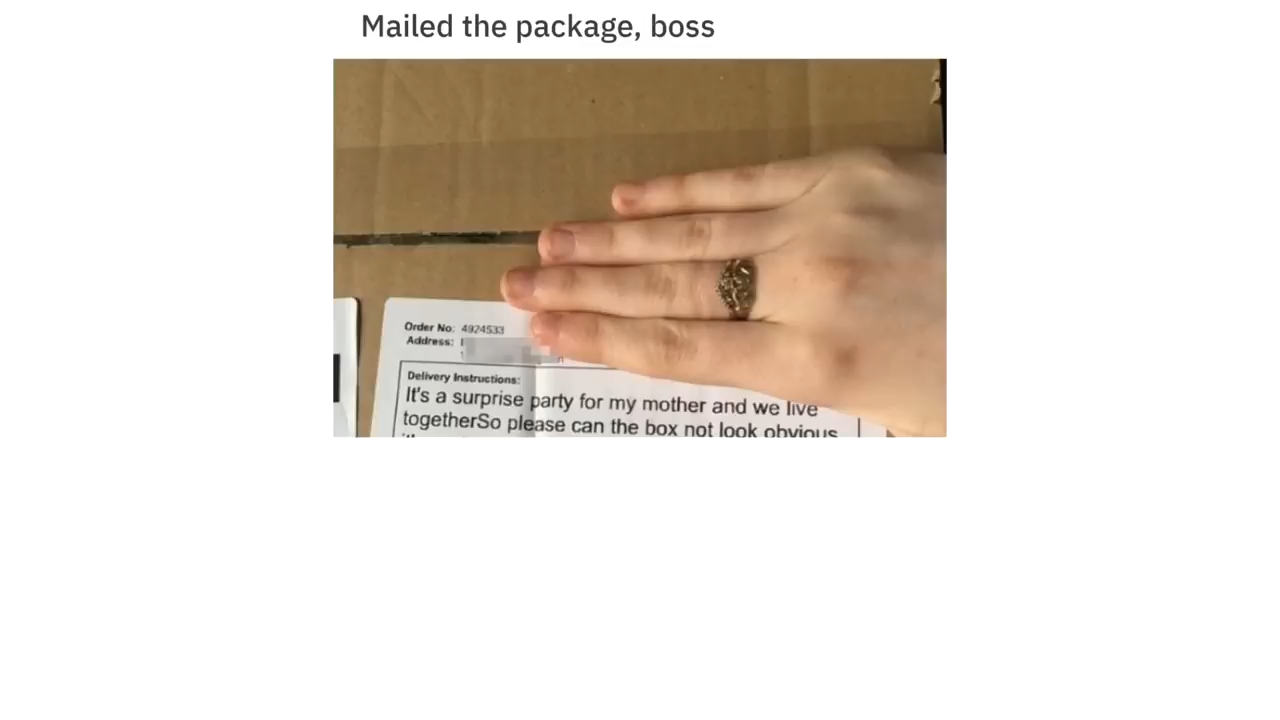 Mailed the package, boss
Order No: 4924533
Address:
Delivery Instructions:
It's a surprise party for my mother and we live
togetherSo please can the box not look obvious